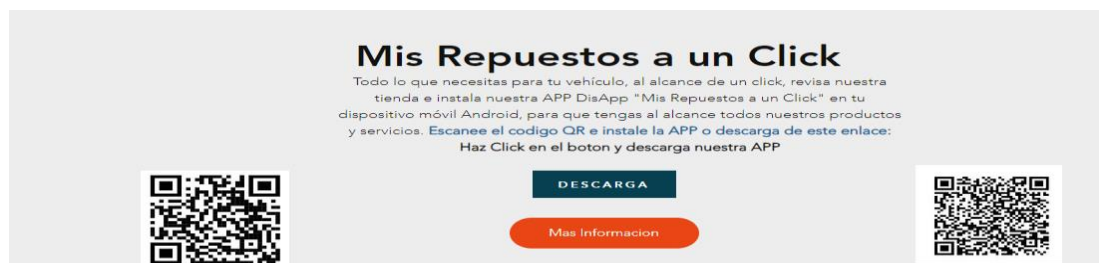 Mis Repuestos a un Click
Todo lo que necesitas para tu vehículo, al alcance de un click, revisa nuestra
tienda e instala nuestra APP DisApp "Mis Repuestos a un Click" en tu
dispositivo móvil Android, para que tengas al alcance todos nuestros productos
y servicios. Escanee el codigo QR e instale la APP o descarga de este enlace:
Haz Click en el boton y descarga nuestra APP
DESCARGA
Mas Informacion